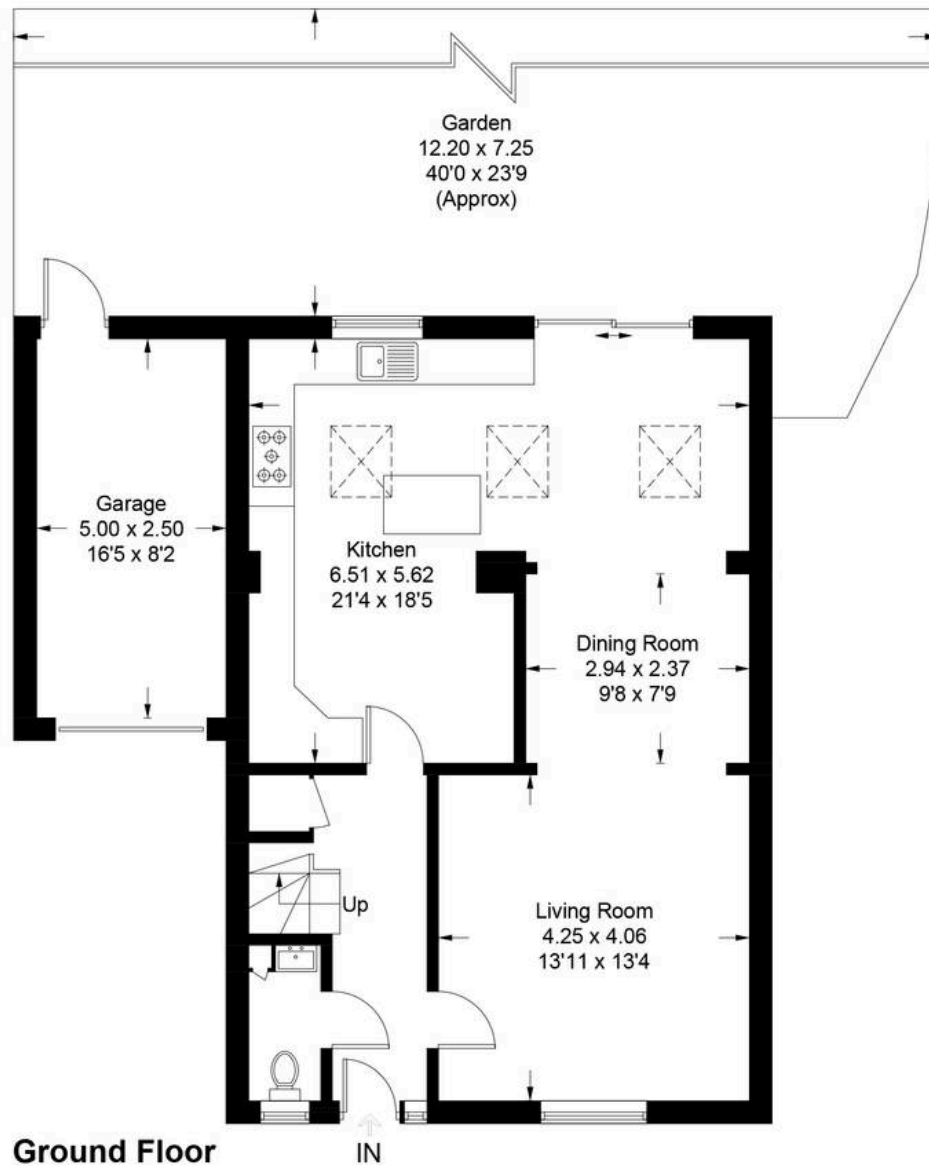 Garden
12.20 x 7.25
40'0 x 23'9
(Approx)
Garage
5.00 x 2.50
16'5 x 8'2
Kitchen
6.51 x 5.62
21'4 x 18'5
Dining Room
2.94 x 2.37
9'8 x 7'9
Up
Living Room
4.25 x 4.06
13'11 x 13'4
Ground Floor
IN